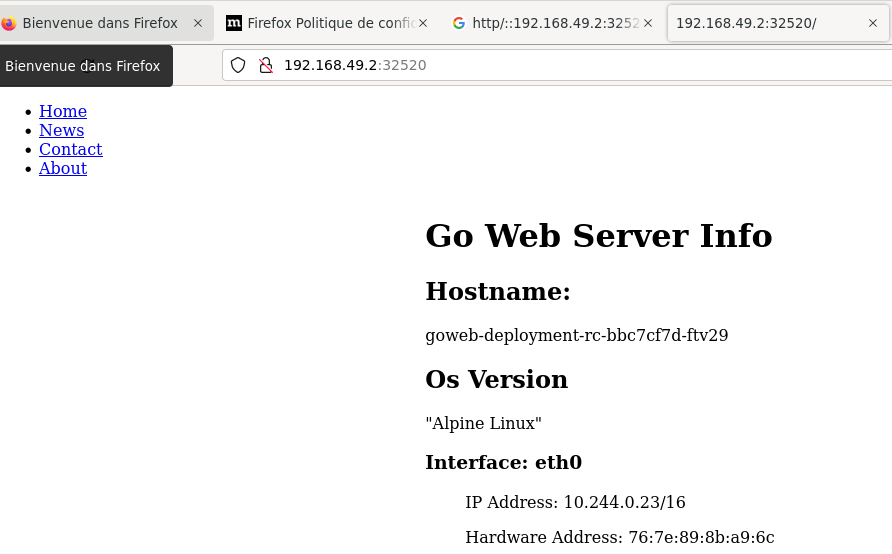 Bienvenue dans Firefox
Firefox Politique de confid
http/::192.168.49.2:3252
192.168.49.2:32520/
Bienvenue dans Firefox
192.168.49.2:32520
Home
News
Contact
About
Go Web Server Info
Hostname:
goweb-deployment-rc-bbc7cf7d-ftv29
Os Version
"Alpine Linux"
Interface: eth0
IP Address: 10.244.0.23/16
Hardware Address: 76:7e:89:8b:a9:6c